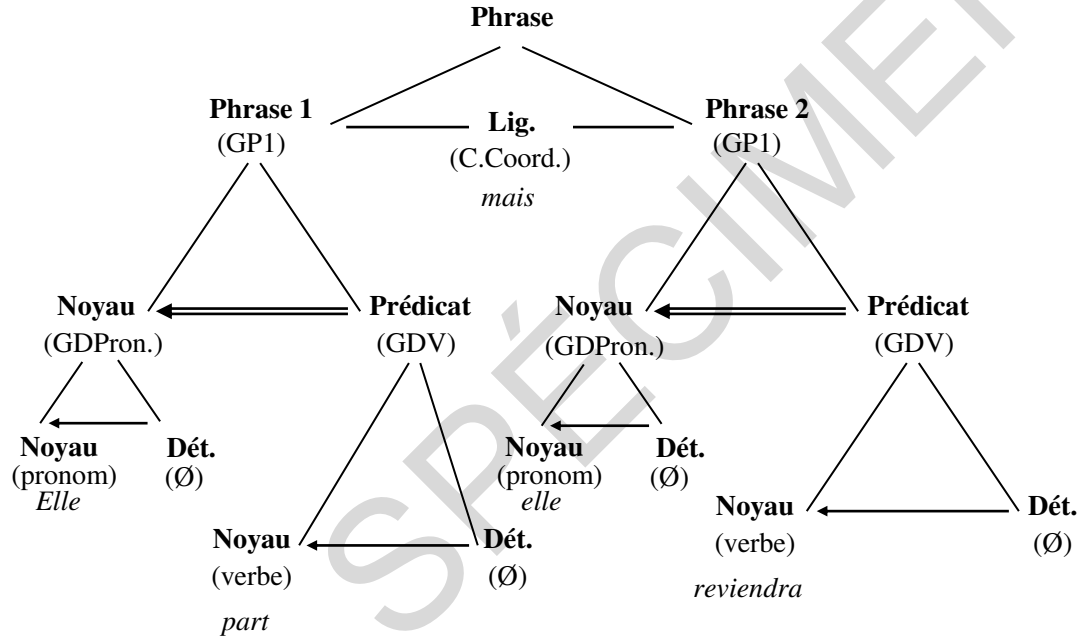 Phrase
Phrase 1 Lig. Phrase 2
(GP1) (C.Coord.) (GP1)
mais
Noyau Prédicat Noyau Prédicat
(GDPron.) (GDV) (GDPron.) (GDV)
Noyau Dét. Noyau Dét.
(pronom) (Ø) (pronom) (Ø)
Elle elle
Noyau Dét. Noyau Dét.
(verbe) (Ø) (verbe) (Ø)
part reviendra
SPÉCIMEN